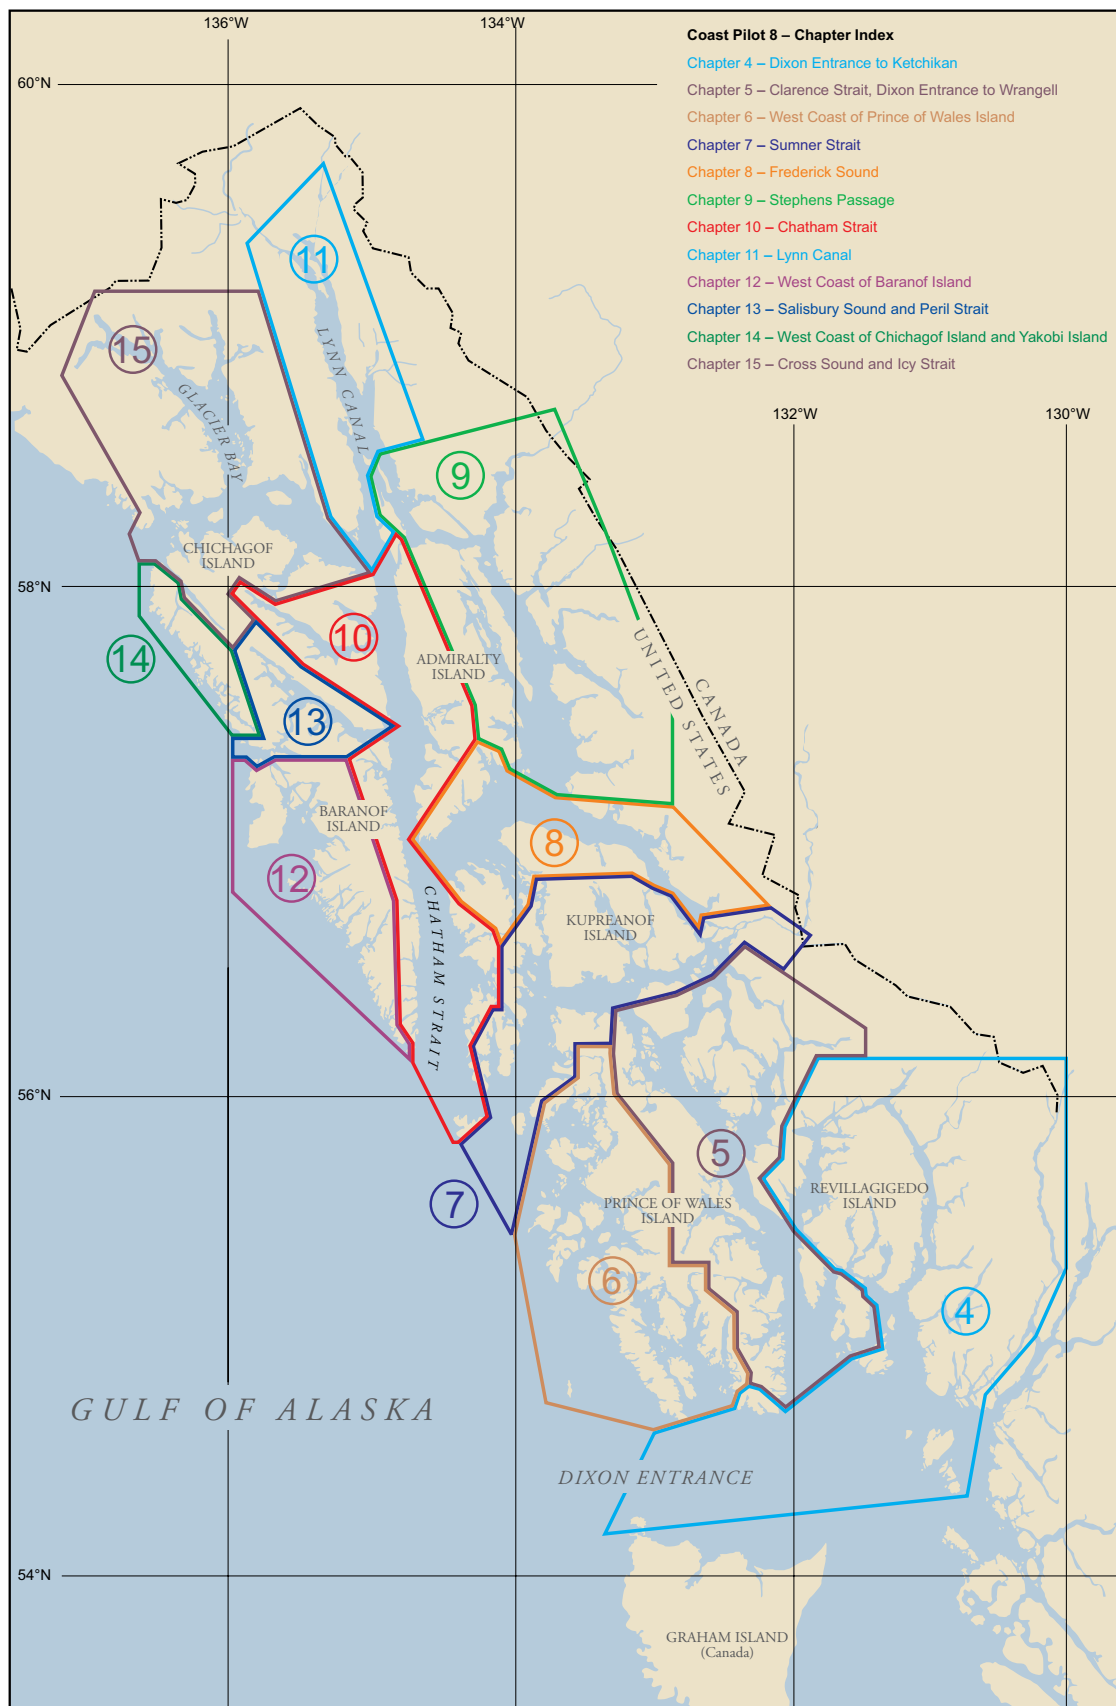 136°W
134°W
Coast Pilot 8 – Chapter Index
Chapter 4 – Dixon Entrance to Ketchikan
Chapter 5 – Clarence Strait, Dixon Entrance to Wrangell
Chapter 6 – West Coast of Prince of Wales Island
Chapter 7 – Sumner Strait
Chapter 8 – Frederick Sound
Chapter 9 – Stephens Passage
Chapter 10 – Chatham Strait
Chapter 11 – Lynn Canal
Chapter 12 – West Coast of Baranof Island
Chapter 13 – Salisbury Sound and Peril Strait
Chapter 14 – West Coast of Chichagof Island and Yakobi Island
Chapter 15 – Cross Sound and Icy Strait
60°N
11
15
LYNN CANAL
GLACIER BAY
132°W
130°W
9
CHICHAGOF
ISLAND
58°N
10
14
ADMIRALTY
ISLAND
CANADA
UNITED STATES
13
BARANOF
ISLAND
8
12
CHATHAM STRAIT
KUPREANOF
ISLAND
56°N
5
7
PRINCE OF WALES
ISLAND
REVILLAGIGEDO
ISLAND
6
4
GULF OF ALASKA
DIXON ENTRANCE
54°N
GRAHAM ISLAND
(Canada)